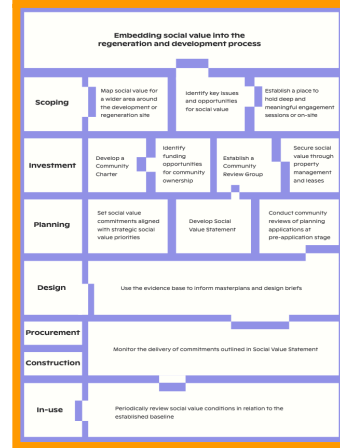 Embedding social value into the
regeneration and development process
Scoping
Map social value for
a wider area around
the development or
regeneration site
Identify key issues
and opportunities
for social value
Establish a place to
hold deep and
meaningful engagement
sessions or on-site
Investment
Develop a
Community
Charter
Identify
funding
opportunities
for community
ownership
Establish a
Community
Review Group
Secure social
value through
property
management
and leases
Planning
Set social value
commitments aligned
with strategic social
value priorities
Develop Social
Value Statement
Conduct community
reviews of planning
applications at
pre-application stage
Design
Use the evidence base to inform masterplans and design briefs
Procurement
Construction
Monitor the delivery of commitments outlined in Social Value Statement
In-use
Periodically review social value conditions in relation to the
established baseline